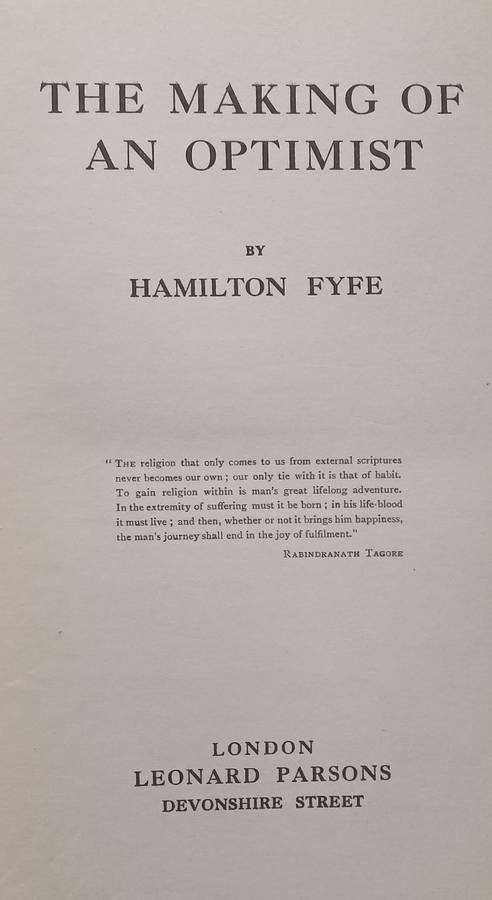 THE MAKING OF
AN OPTIMIST
BY
HAMILTON FYFE
“ THE religion that only comes to us from external scriptures
never becomes our own ; our only tie with it is that of habit.
To gain religion within is man's great lifelong adventure.
In the extremity of suffering must it be born ; in his life-blood
it must live ; and then, whether or not it brings him happiness,
the man's journey shall end in the joy of fulfilment.”
RABINDRANATH TAGORE
LONDON
LEONARD PARSONS
DEVONSHIRE STREET